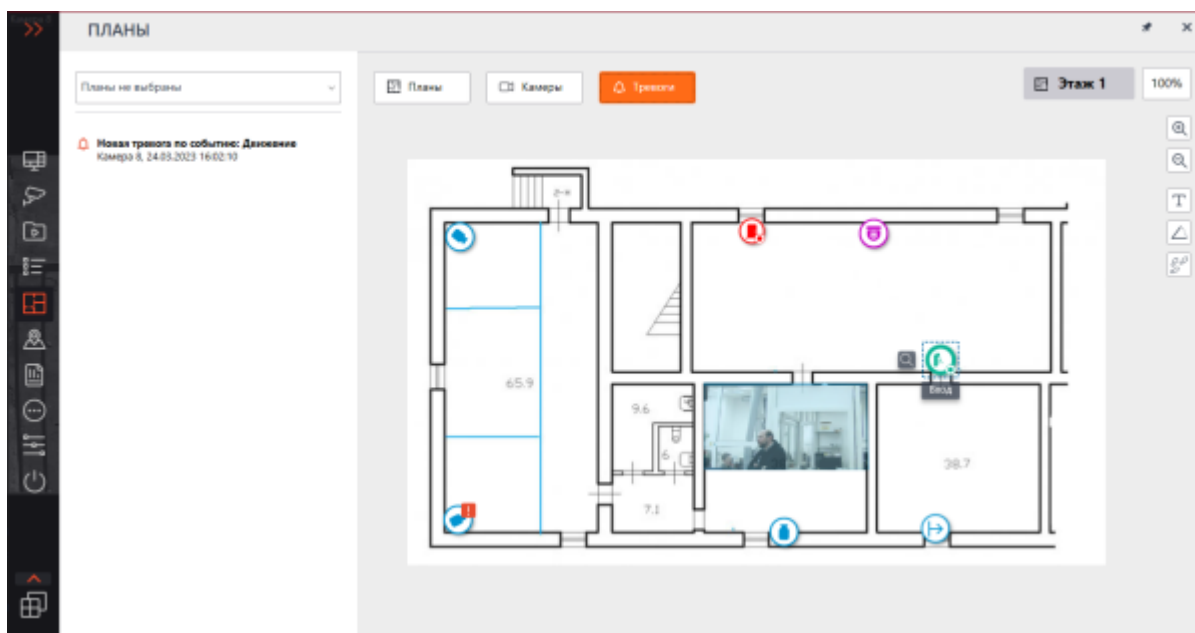 ПЛАНЫ
Планы не выбраны
Планы
Камеры
Тревоги
Этаж 1
100%
Новая тревога по событию: Движение
Камера 8, 24.03.2023 16:02:10
2-н
65.9
9.6
6
7.1
Вход
38.7
T